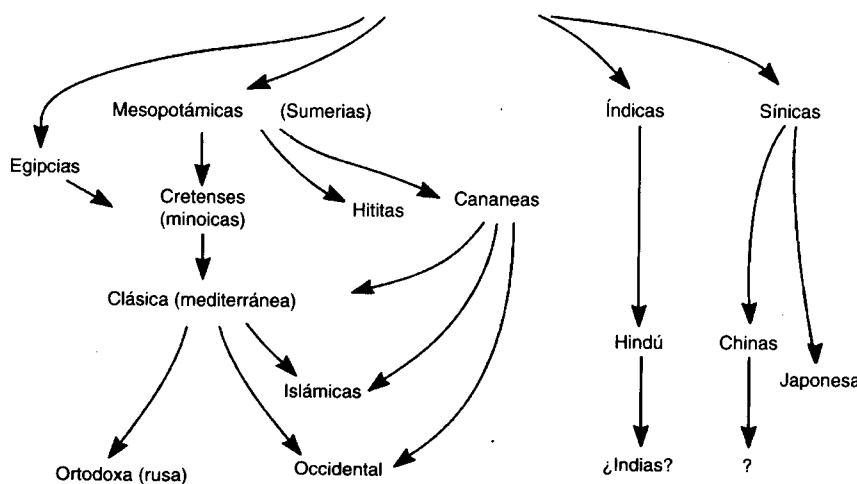 Mesopotámicas (Sumerias)
Índicas
Sínicas
Egipcias
Cretenses
(minoicas)
Hititas
Cananeas
Clásica (mediterránea)
Hindú
Chinas
Japonesa
Islámicas
Ortodoxa (rusa)
Occidental
¿Indias?
?